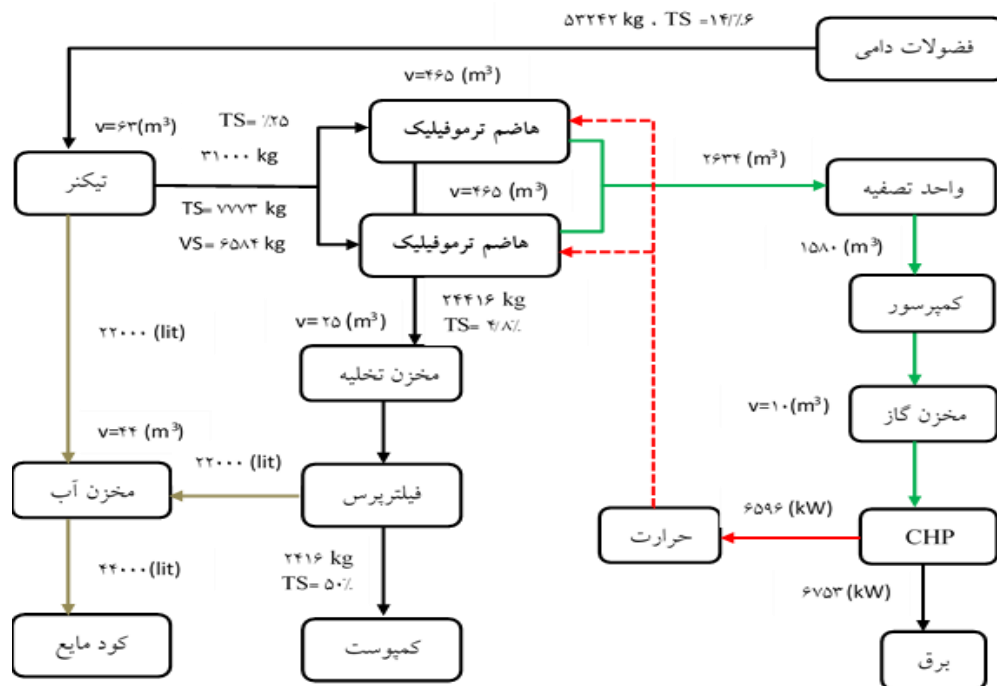 ۵۳۲۴۲ kg ، TS =۱۴/٪۶
فضولات دامی
v=۴۶۵ (m³)
v=۶۳(m³)
TS= ٪۲۵
۳۱۰۰۰ kg
هاضم ترموفیلیک
تیکنر
TS= ۷۷۷۳ kg
VS= ۶۵۸۴ kg
v=۴۶۵ (m³)
هاضم ترموفیلیک
۲۶۳۴ (m³)
واحد تصفیه
۱۵۸۰ (m³)
کمپرسور
۲۴۴۱۶ kg
TS= ۴/۸٪
v= ۲۵ (m³)
مخزن تخلیه
۲۲۰۰۰ (lit)
v=۱۰(m³)
مخزن گاز
v=۴۴ (m³)
۲۲۰۰۰ (lit)
مخزن آب
فیلترپرس
۶۵۹۶ (kW)
حرارت
CHP
۲۴۱۶ kg
TS= ۵۰٪
۴۴۰۰۰(lit)
۶۷۵۳ (kW)
کود مایع
کمپوست
برق